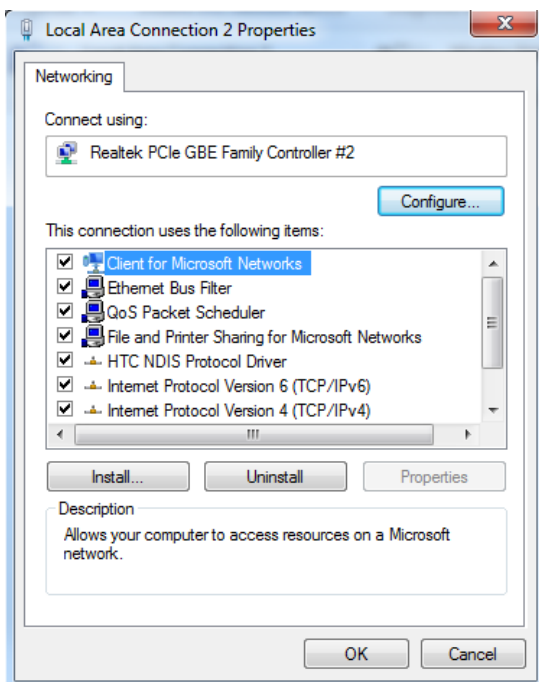 Local Area Connection 2 Properties
Networking
Connect using:
Realtek PCIe GBE Family Controller #2
Configure...
This connection uses the following items:
Client for Microsoft Networks
Ethernet Bus Filter
QoS Packet Scheduler
File and Printer Sharing for Microsoft Networks
HTC NDIS Protocol Driver
Internet Protocol Version 6 (TCP/IPv6)
Internet Protocol Version 4 (TCP/IPv4)
Install...
Uninstall
Properties
Description
Allows your computer to access resources on a Microsoft
network.
OK
Cancel